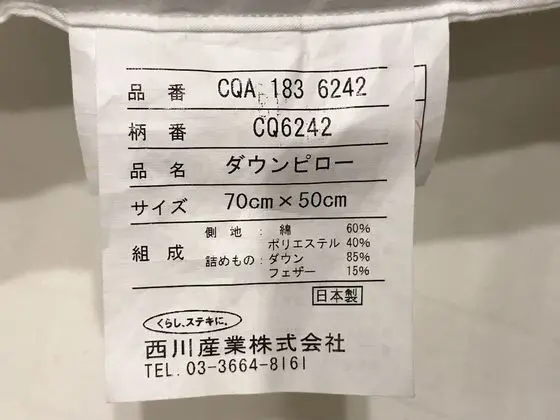 品番 CQA 183 6242
柄番 CQ6242
品名 ダウンピロー
サイズ 70cm×50cm
組成 側地：綿 60%
ポリエステル 40%
詰めもの：ダウン 85%
フェザー 15%
日本製
くらし、ステキに。
西川産業株式会社
TEL.03-3664-8161